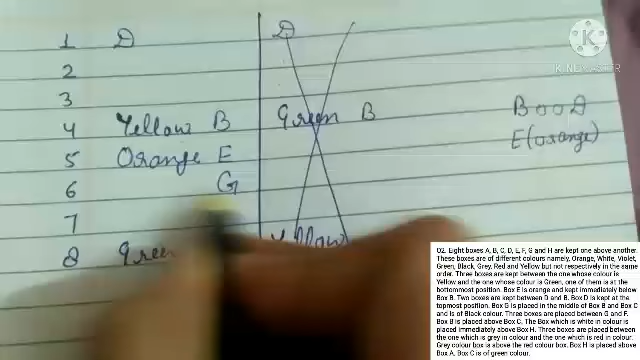 1 D D
2
3
4 Yellow B Green B BOOD
5 Orange E E(orange)
6 G
7
8 Green Yellow
K
KINEMASTER
02. Eight boxes A, B, C, D, E, F, G and H are kept one above another.
These boxes are of different colours namely, Orange, White, Violet,
Green, Black, Grey, Red and Yellow but not respectively in the same
order. Three boxes are kept between the one whose colour is
Yellow and the one whose colour is Green, one of them is at the
bottommost position. Box E is orange and kept immediately below
Box B. Two boxes are kept between D and B. Box D is kept at the
topmost position. Box G is placed in the middle of Box B and Box C
and is of Black colour. Three boxes are placed between G and F.
Box B is placed above Box C. The Box which is white in colour is
placed immediately above Box H. Three boxes are placed between
the one which is grey in colour and the one which is red in colour.
Grey colour box is above the red colour box. Box H is placed above
Box A. Box C is of green colour.